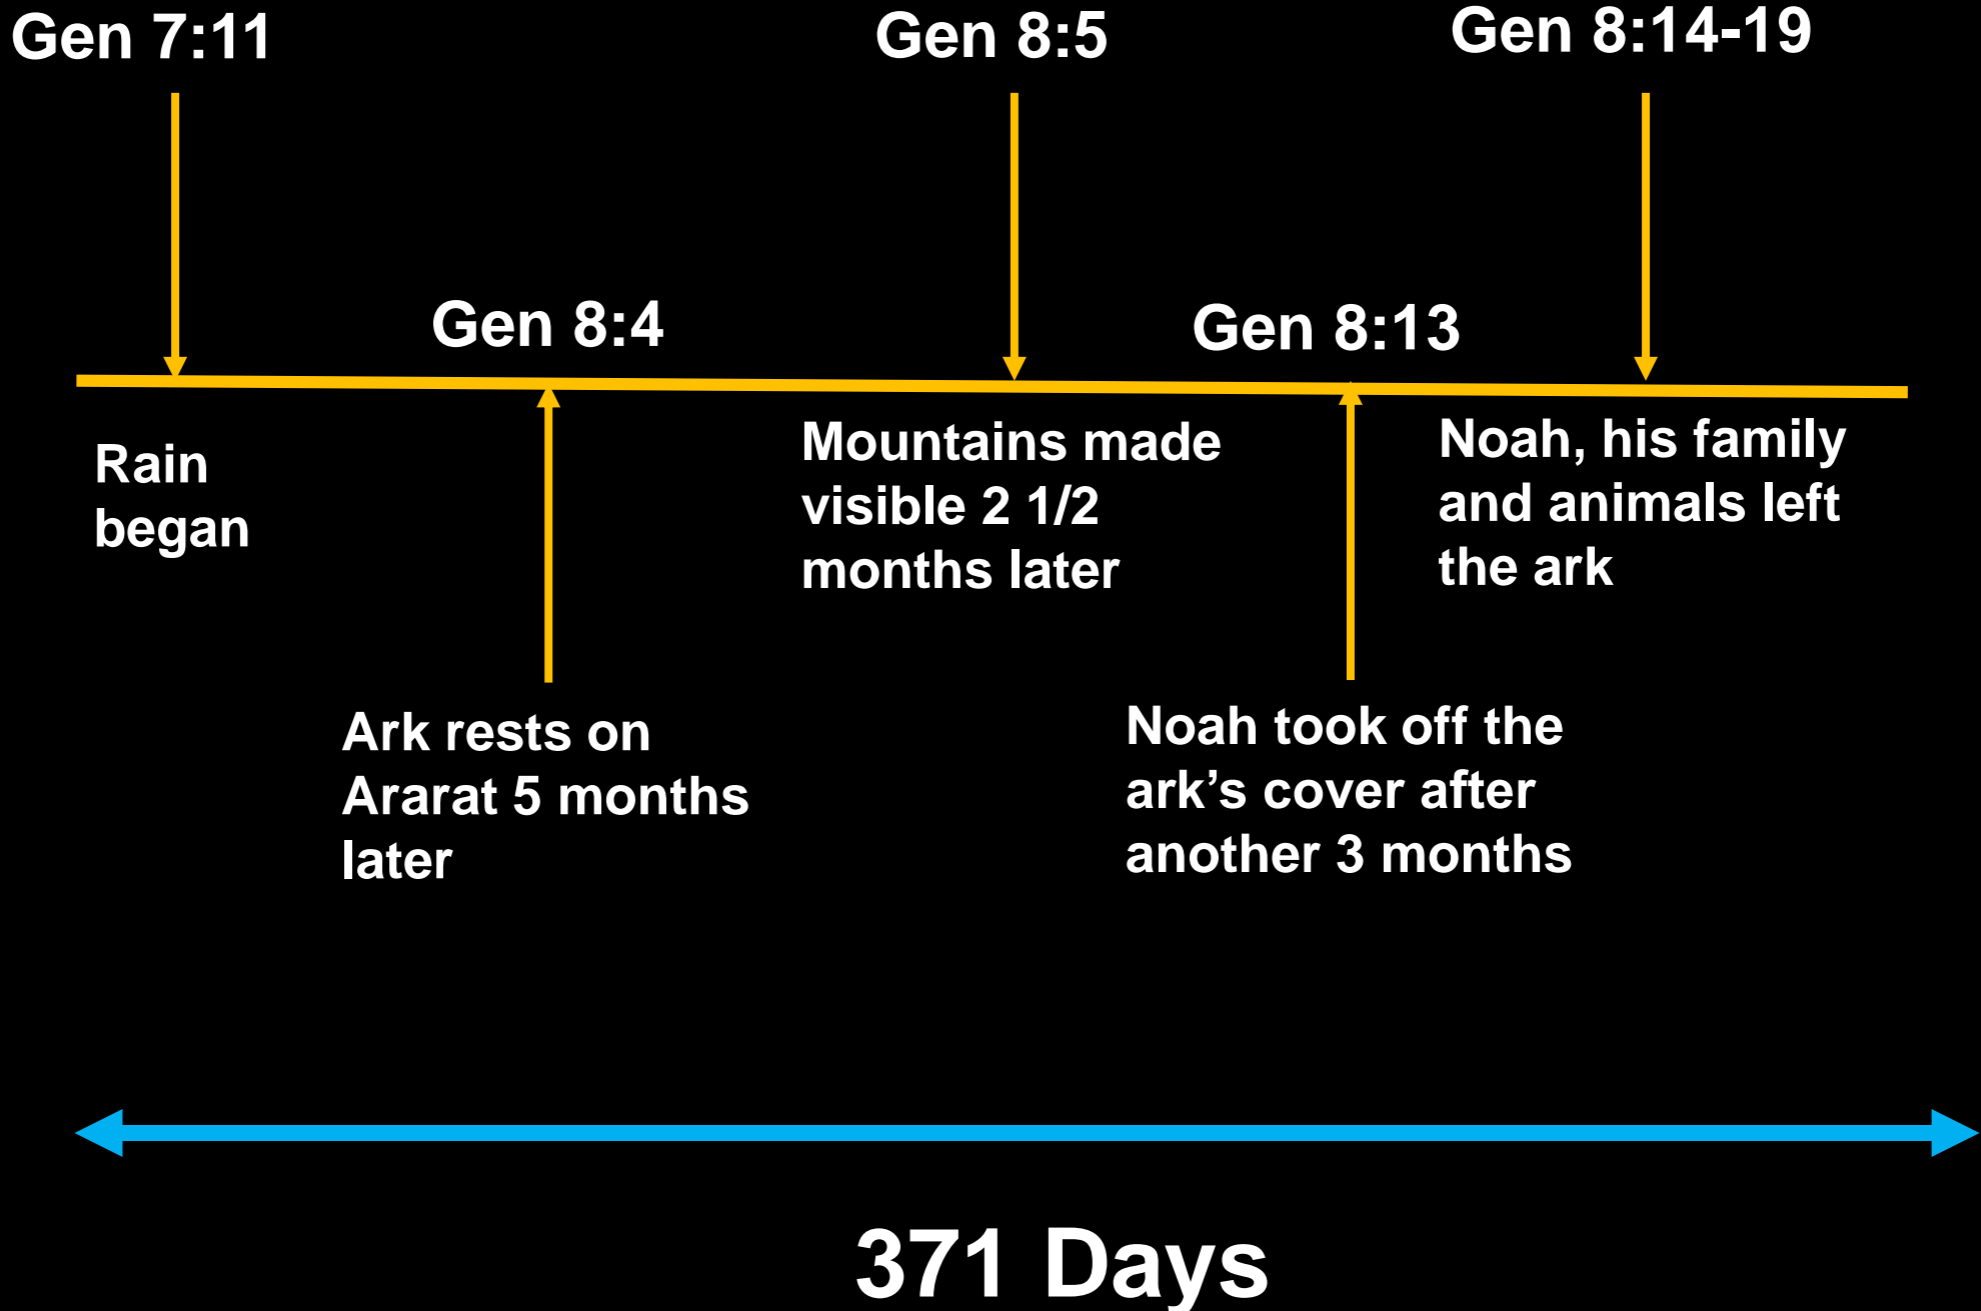 Gen 7:11
Gen 8:5
Gen 8:14-19
Gen 8:4
Gen 8:13
Rain
began
Mountains made
visible 2 1/2
months later
Noah, his family
and animals left
the ark
Ark rests on
Ararat 5 months
later
Noah took off the
ark’s cover after
another 3 months
371 Days